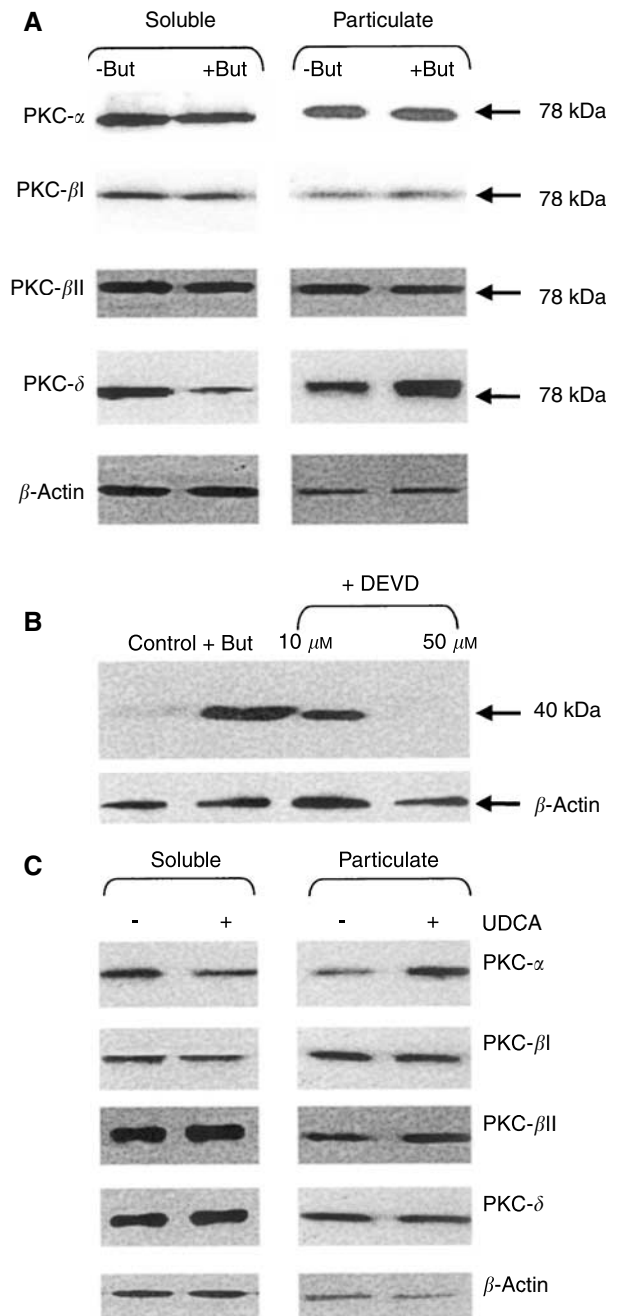 A
Soluble Particulate
-But +But -But +But
PKC-α 78 kDa
PKC-βI 78 kDa
PKC-βII 78 kDa
PKC-δ 78 kDa
β-Actin
+ DEVD
B
Control + But 10 μM 50 μM
40 kDa
β-Actin
C
Soluble Particulate
- + - + UDCA
PKC-α
PKC-βI
PKC-βII
PKC-δ
β-Actin